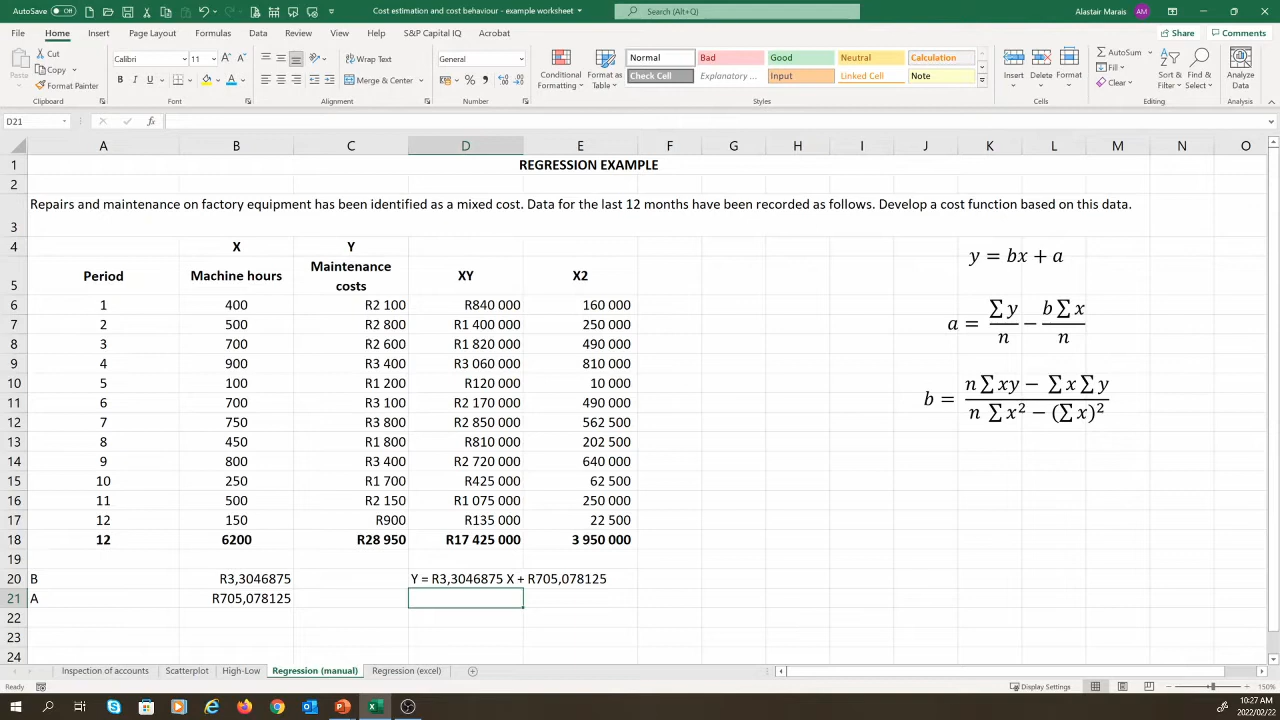 AutoSave Off Cost estimation and cost behaviour - example worksheet Search (Alt+Q) Alastair Marais AM
File Home Insert Page Layout Formulas Data Review View Help S&P Capital IQ Acrobat Share Comments
Paste Cut Copy Format Painter
Calibri 11 Wrap Text Merge & Center General
Conditional Formatting Format as Table
Normal Bad Good Neutral Calculation
Check Cell Explanatory ... Input Linked Cell Note
Insert Delete Format AutoSum Fill Clear Sort & Filter Find & Select Analyze Data
Clipboard Font Alignment Number Styles Cells Editing Analysis
D21 fx
A B C D E F G H I J K L M N O
1 REGRESSION EXAMPLE
2
3 Repairs and maintenance on factory equipment has been identified as a mixed cost. Data for the last 12 months have been recorded as follows. Develop a cost function based on this data.
4 X Y
5 Period Machine hours Maintenance costs XY X2
6 1 400 R2 100 R840 000 160 000
7 2 500 R2 800 R1 400 000 250 000
8 3 700 R2 600 R1 820 000 490 000
9 4 900 R3 400 R3 060 000 810 000
10 5 100 R1 200 R120 000 10 000
11 6 700 R3 100 R2 170 000 490 000
12 7 750 R3 800 R2 850 000 562 500
13 8 450 R1 800 R810 000 202 500
14 9 800 R3 400 R2 720 000 640 000
15 10 250 R1 700 R425 000 62 500
16 11 500 R2 150 R1 075 000 250 000
17 12 150 R900 R135 000 22 500
18 12 6200 R28 950 R17 425 000 3 950 000
19
20 B R3,3046875 Y = R3,3046875 X + R705,078125
21 A R705,078125
22
23
24
y = bx + a
a = ∑y/n − b∑x/n
b = (n∑xy − ∑x∑y)/(n∑x² − (∑x)²)
Inspection of accounts Scatterplot High-Low Regression (manual) Regression (excel)
Ready Display Settings 150%
10:27 AM
2022/02/22